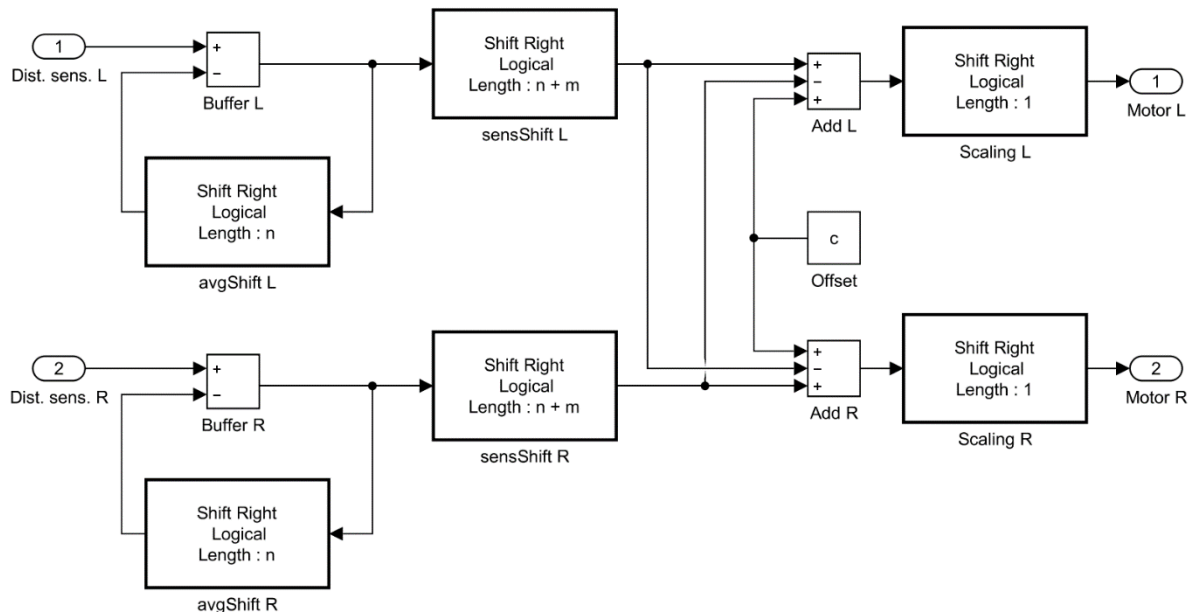 1
Dist. sens. L
+
−
Buffer L
Shift Right
Logical
Length : n
avgShift L
Shift Right
Logical
Length : n + m
sensShift L
+
−
+
Add L
Shift Right
Logical
Length : 1
Scaling L
1
Motor L
c
Offset
2
Dist. sens. R
+
−
Buffer R
Shift Right
Logical
Length : n
avgShift R
Shift Right
Logical
Length : n + m
sensShift R
+
−
+
Add R
Shift Right
Logical
Length : 1
Scaling R
2
Motor R